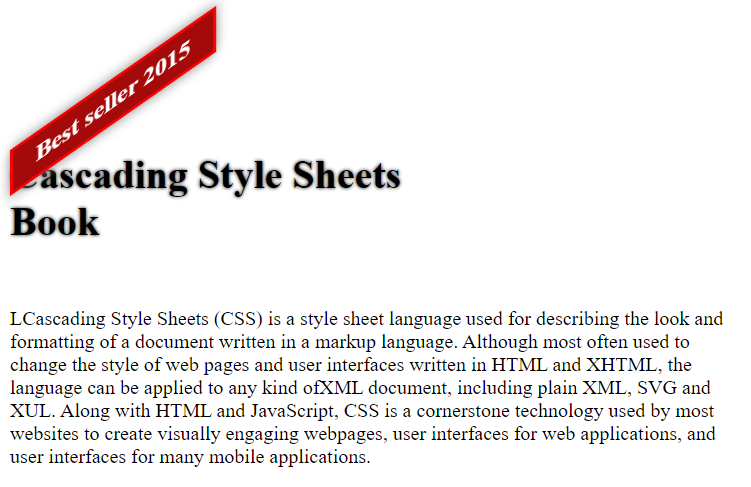 Best seller 2015
Cascading Style Sheets
Book
LCascading Style Sheets (CSS) is a style sheet language used for describing the look and
formatting of a document written in a markup language. Although most often used to
change the style of web pages and user interfaces written in HTML and XHTML, the
language can be applied to any kind ofXML document, including plain XML, SVG and
XUL. Along with HTML and JavaScript, CSS is a cornerstone technology used by most
websites to create visually engaging webpages, user interfaces for web applications, and
user interfaces for many mobile applications.